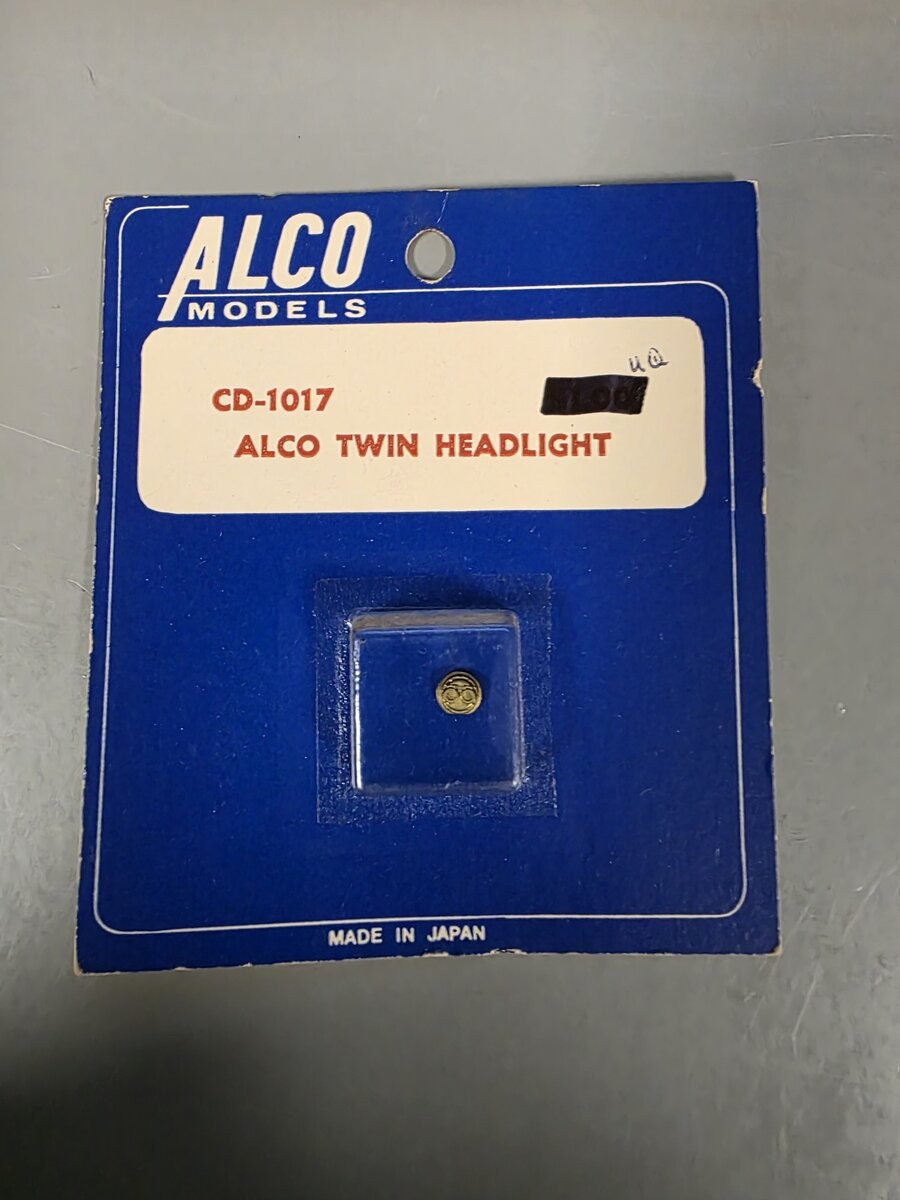 ALCO
MODELS
CD-1017
ALCO TWIN HEADLIGHT
MADE IN JAPAN